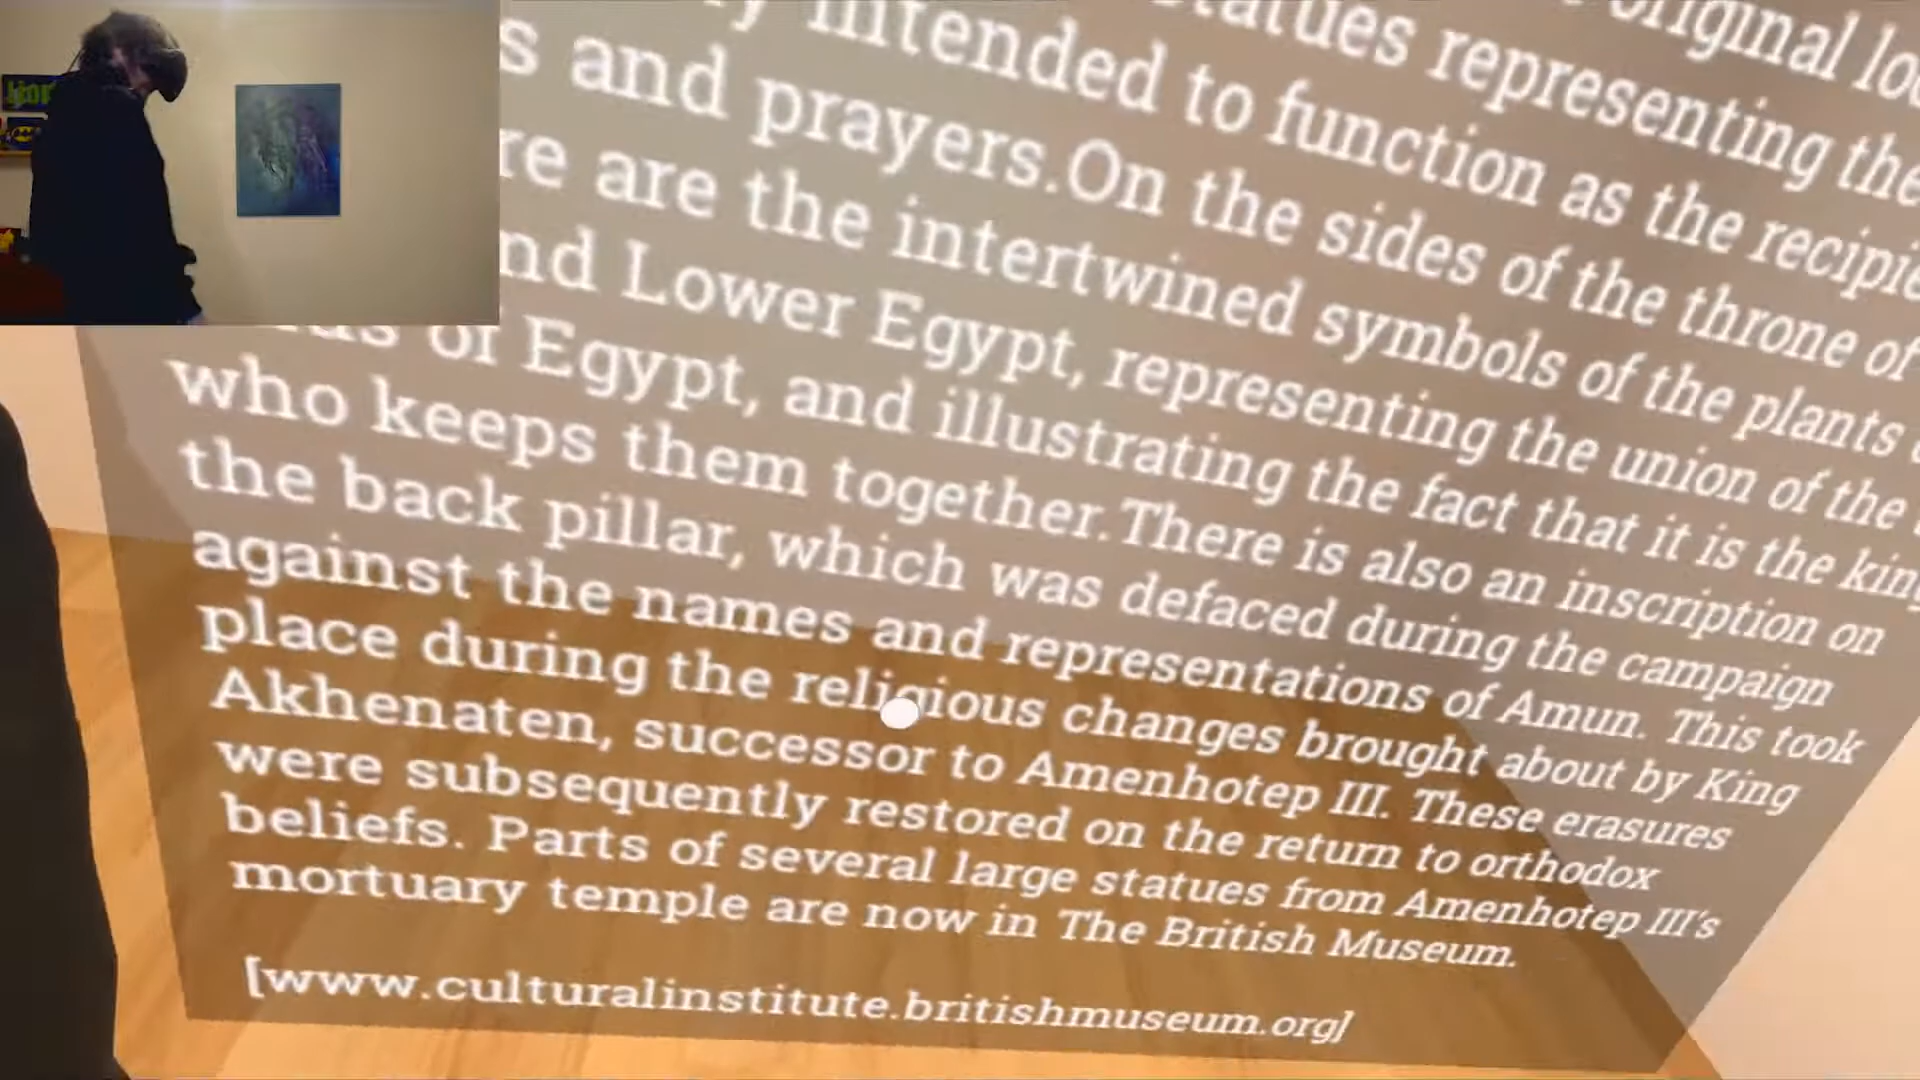 original
statues representing the
intended to function as the
s and prayers.On the sides of the throne of
re are the intertwined symbols of the plants
nd Lower Egypt, representing the union of the
of Egypt, and illustrating the fact that it is the king
who keeps them together.There is also an inscription on
the back pillar, which was defaced during the campaign
against the names and representations of Amun. This took
place during the religious changes brought about by King
Akhenaten, successor to Amenhotep III. These erasures
were subsequently restored on the return to orthodox
beliefs. Parts of several large statues from Amenhotep III's
mortuary temple are now in The British Museum.
[www.culturalinstitute.britishmuseum.org]